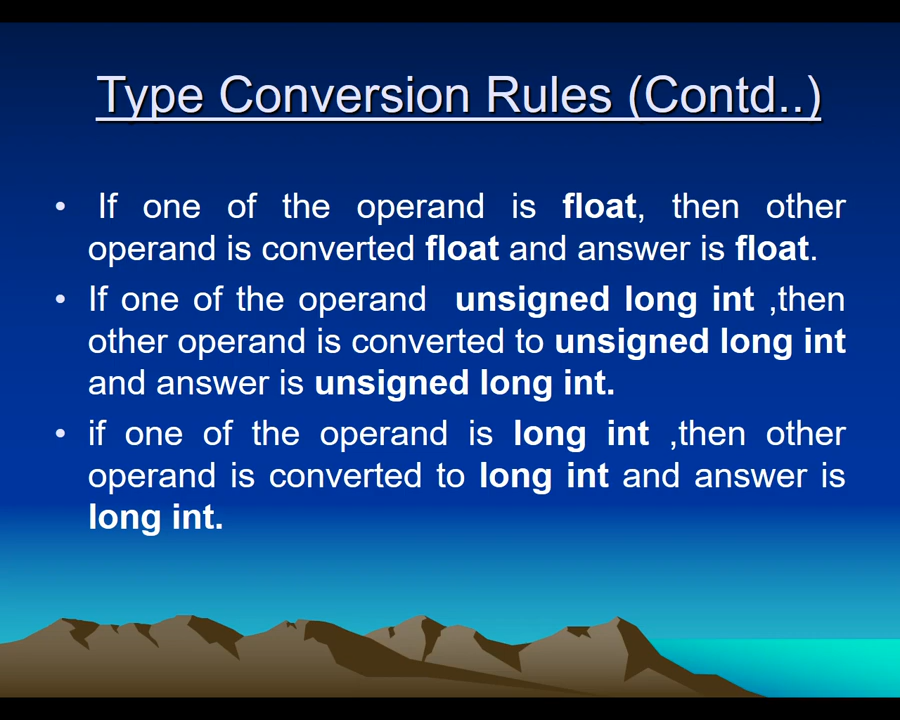 Type Conversion Rules (Contd..)
• If one of the operand is float, then other
operand is converted float and answer is float.
• If one of the operand unsigned long int ,then
other operand is converted to unsigned long int
and answer is unsigned long int.
• if one of the operand is long int ,then other
operand is converted to long int and answer is
long int.